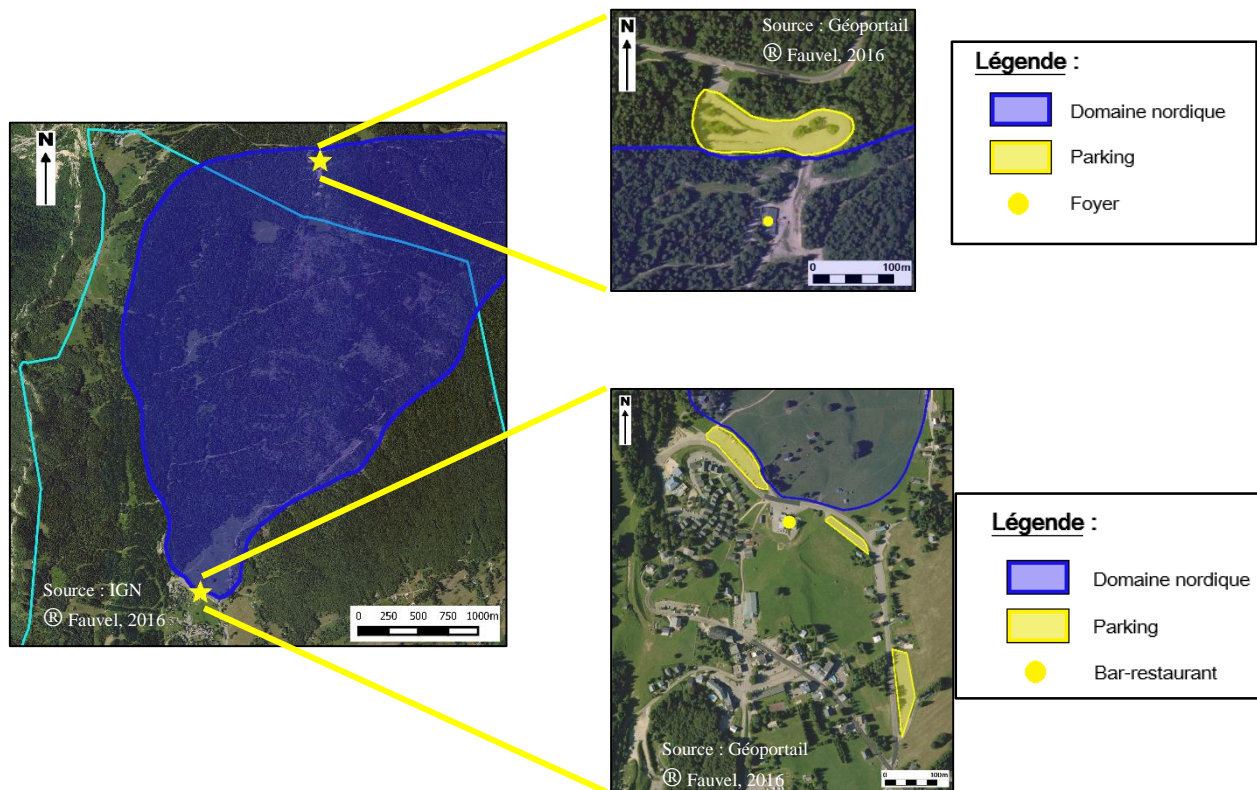 N
Source : IGN
® Fauvel, 2016
0 250 500 750 1000m
N
Source : Géoportail
® Fauvel, 2016
0 100m
Légende :
Domaine nordique
Parking
Foyer
N
Source : Géoportail
® Fauvel, 2016
0 100m
Légende :
Domaine nordique
Parking
Bar-restaurant